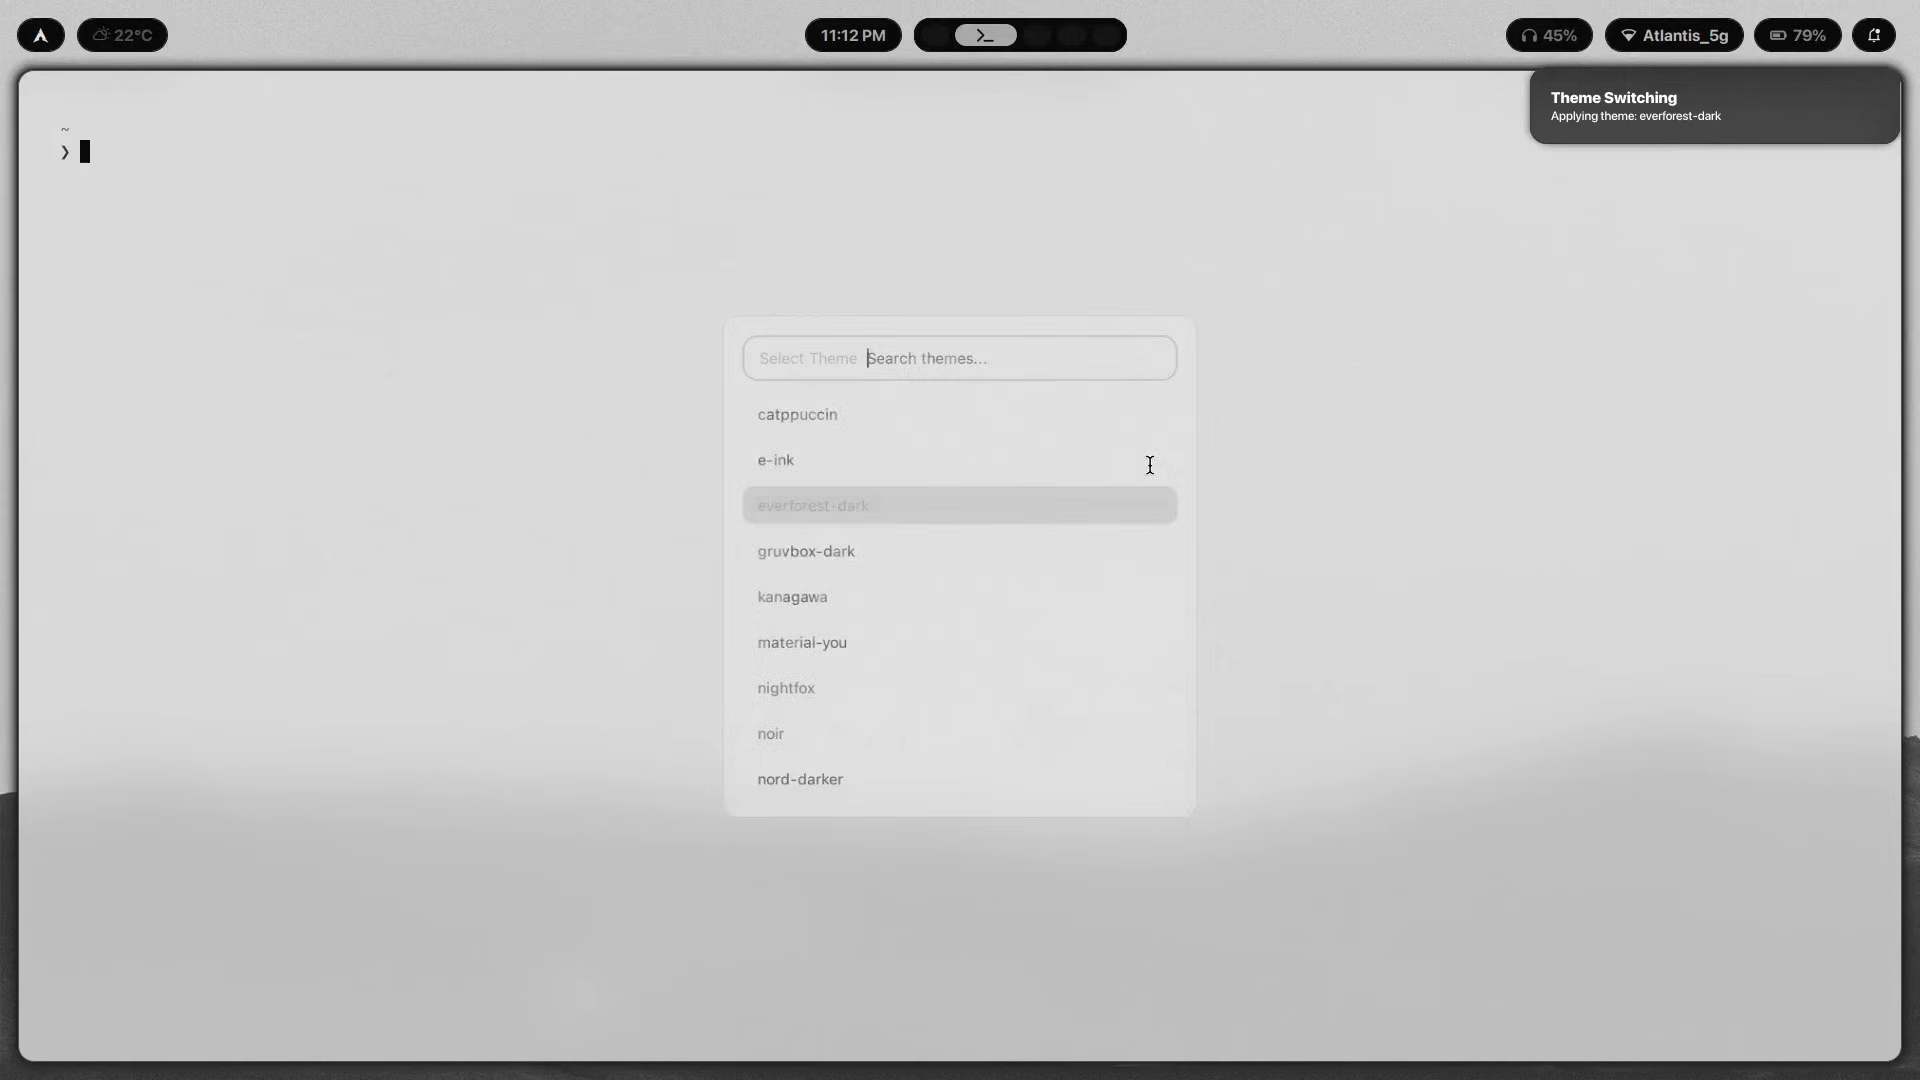 22°C
11:12 PM
45%
Atlantis_5g
79%
Theme Switching
Applying theme: everforest-dark
~
❯
Select Theme Search themes...
catppuccin
e-ink
everforest-dark
gruvbox-dark
kanagawa
material-you
nightfox
noir
nord-darker